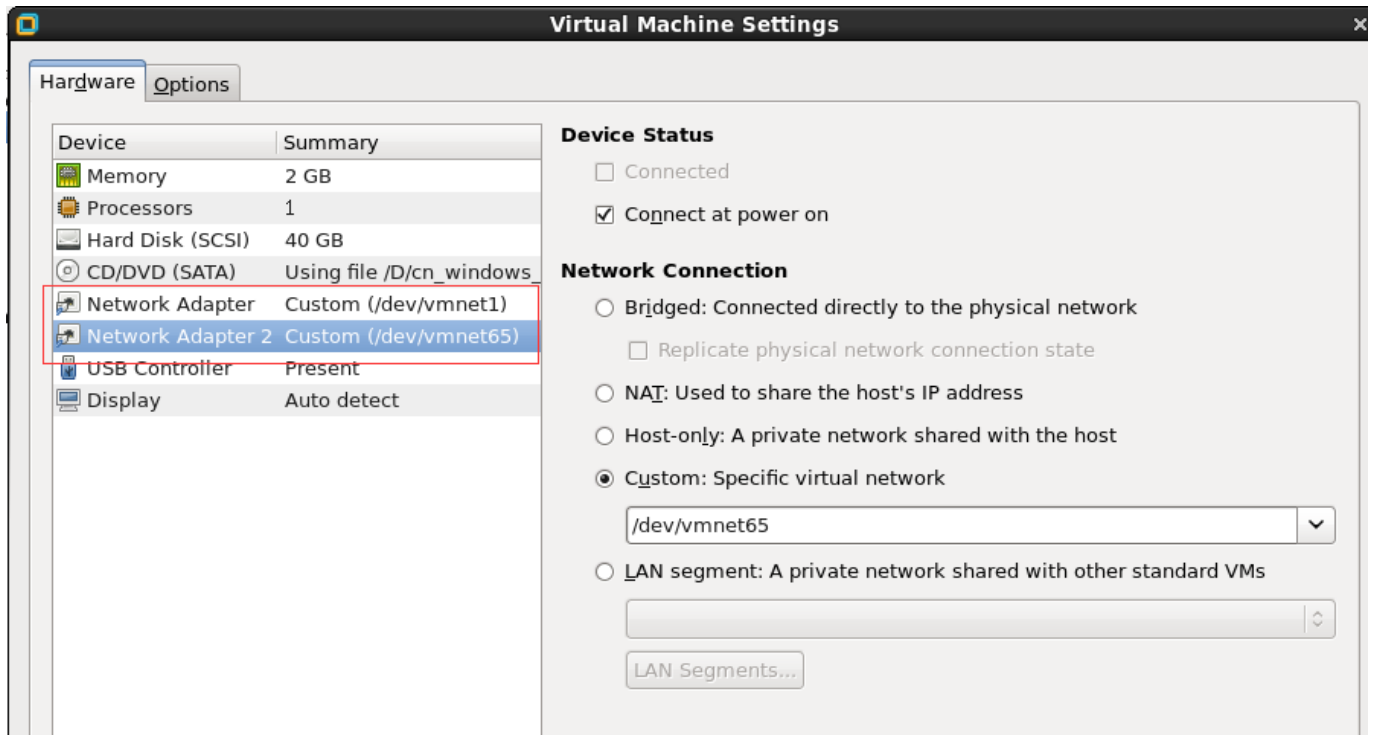 Virtual Machine Settings
Hardware Options
Device Summary
Memory 2 GB
Processors 1
Hard Disk (SCSI) 40 GB
CD/DVD (SATA) Using file /D/cn_windows_
Network Adapter Custom (/dev/vmnet1)
Network Adapter 2 Custom (/dev/vmnet65)
USB Controller Present
Display Auto detect
Device Status
Connected
Connect at power on
Network Connection
Bridged: Connected directly to the physical network
Replicate physical network connection state
NAT: Used to share the host's IP address
Host-only: A private network shared with the host
Custom: Specific virtual network
/dev/vmnet65
LAN segment: A private network shared with other standard VMs
LAN Segments...